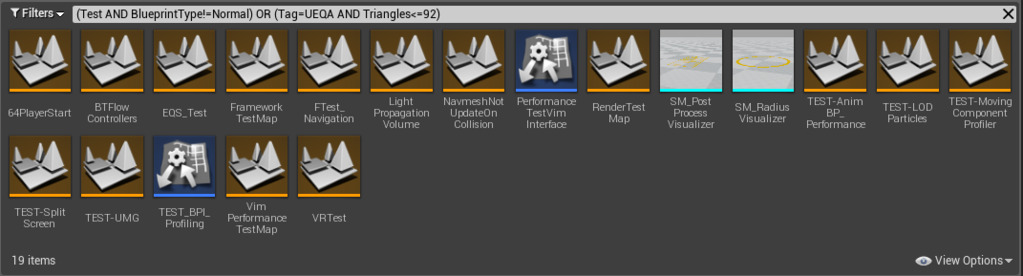 Filters
(Test AND BlueprintType!=Normal) OR (Tag=UEQA AND Triangles<=92)
64PlayerStart
BTFlow
Controllers
EQS_Test
Framework
TestMap
FTest_
Navigation
Light
Propagation
Volume
NavmeshNot
UpdateOn
Collision
Performance
TestVim
Interface
RenderTest
Map
SM_Post
Process
Visualizer
SM_Radius
Visualizer
TEST-Anim
BP_
Performance
TEST-LOD
Particles
TEST-Moving
Component
Profiler
TEST-Split
Screen
TEST-UMG
TEST_BPI_
Profiling
Vim
Performance
TestMap
VRTest
19 items
View Options